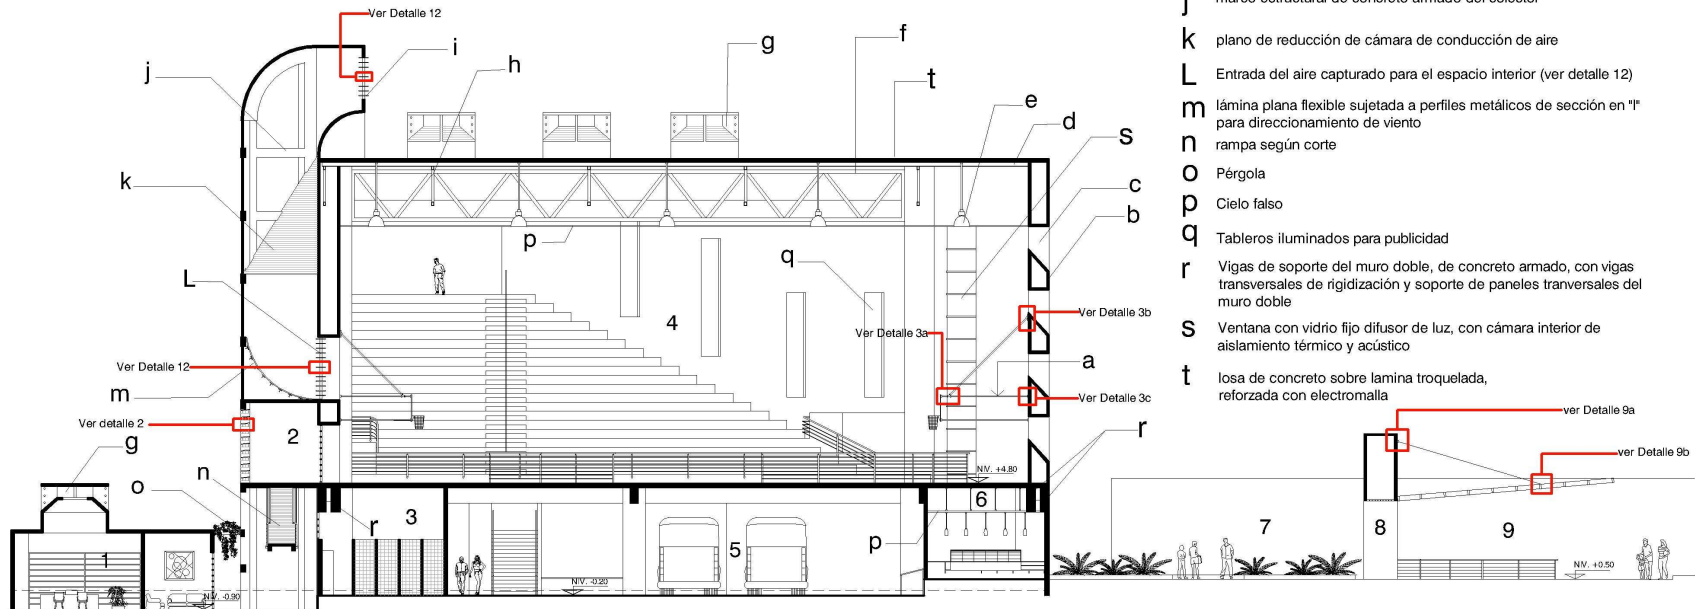 Ver Detalle 12
i
j
h
g
f
t
e
d
s
k
c
b
p
q
L
4
Ver Detalle 3b
Ver Detalle 3a
a
Ver Detalle 12
m
Ver Detalle 3c
Ver detalle 2
2
r
g
NIV. +4.80
n
o
6
3
r
5
p
1
NIV. -0.20
NIV. -0.90
k plano de reducción de cámara de conducción de aire
L Entrada del aire capturado para el espacio interior (ver detalle 12)
m lámina plana flexible sujetada a perfiles metálicos de sección en "I"
para direccionamiento de viento
n rampa según corte
o Pérgola
p Cielo falso
q Tableros iluminados para publicidad
r Vigas de soporte del muro doble, de concreto armado, con vigas
transversales de rigidización y soporte de paneles tranversales del
muro doble
s Ventana con vidrio fijo difusor de luz, con cámara interior de
aislamiento térmico y acústico
t losa de concreto sobre lamina troquelada,
reforzada con electromalla
ver Detalle 9a
ver Detalle 9b
7
8
9
NIV. +0.50